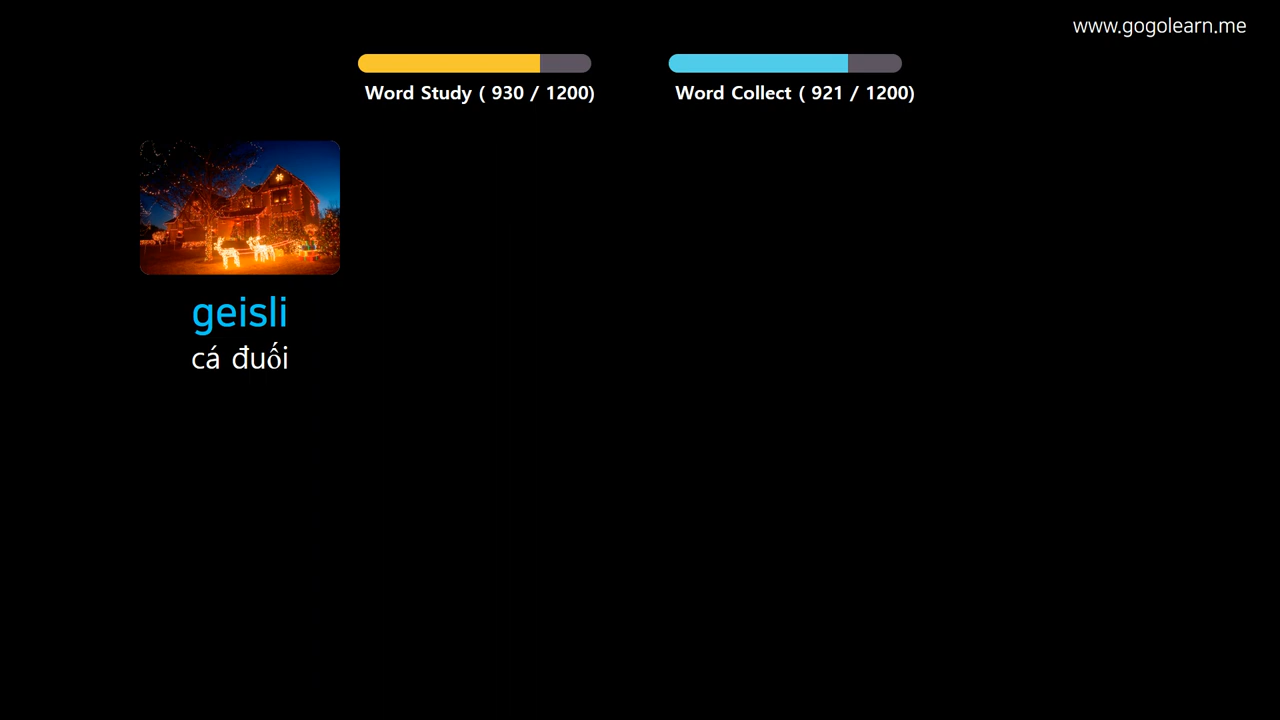 www.gogolearn.me
Word Study ( 930 / 1200)
Word Collect ( 921 / 1200)
geisli
cá đuối